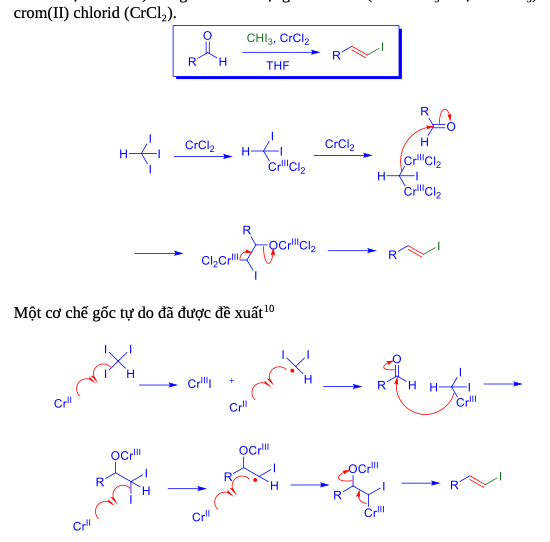 crom(II) chlorid (CrCl₂).
O
CHI₃, CrCl₂
R H
R I
THF
I
H I
I
CrCl₂
I
H I
CrᴵᴵᴵCl₂
CrCl₂
R
O
H
CrᴵᴵᴵCl₂
H I
CrᴵᴵᴵCl₂
R
OCrᴵᴵᴵCl₂
Cl₂Crᴵᴵᴵ
I
R I
Một cơ chế gốc tự do đã được đề xuất¹⁰
I I
I H
Crᴵᴵ
CrᴵᴵᴵI
+
I I
H
Crᴵᴵ
O
R H
I
H I
Crᴵᴵᴵ
OCrᴵᴵᴵ
R I
H
I
Crᴵᴵ
OCrᴵᴵᴵ
R I
H
Crᴵᴵ
OCrᴵᴵᴵ
R I
Crᴵᴵᴵ
R I